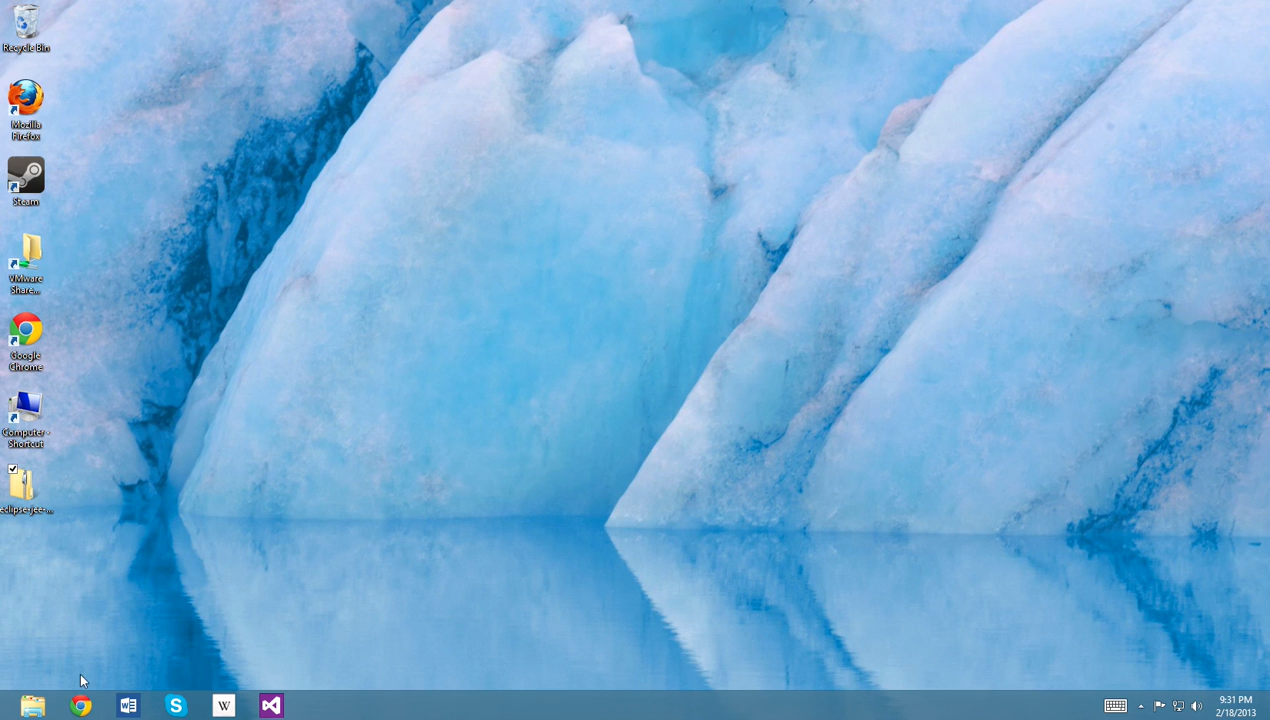 Recycle Bin
Mozilla
Firefox
Steam
VMware
Share...
Google
Chrome
Computer -
Shortcut
eclipse-jee-...
W
W
9:31 PM
2/18/2013